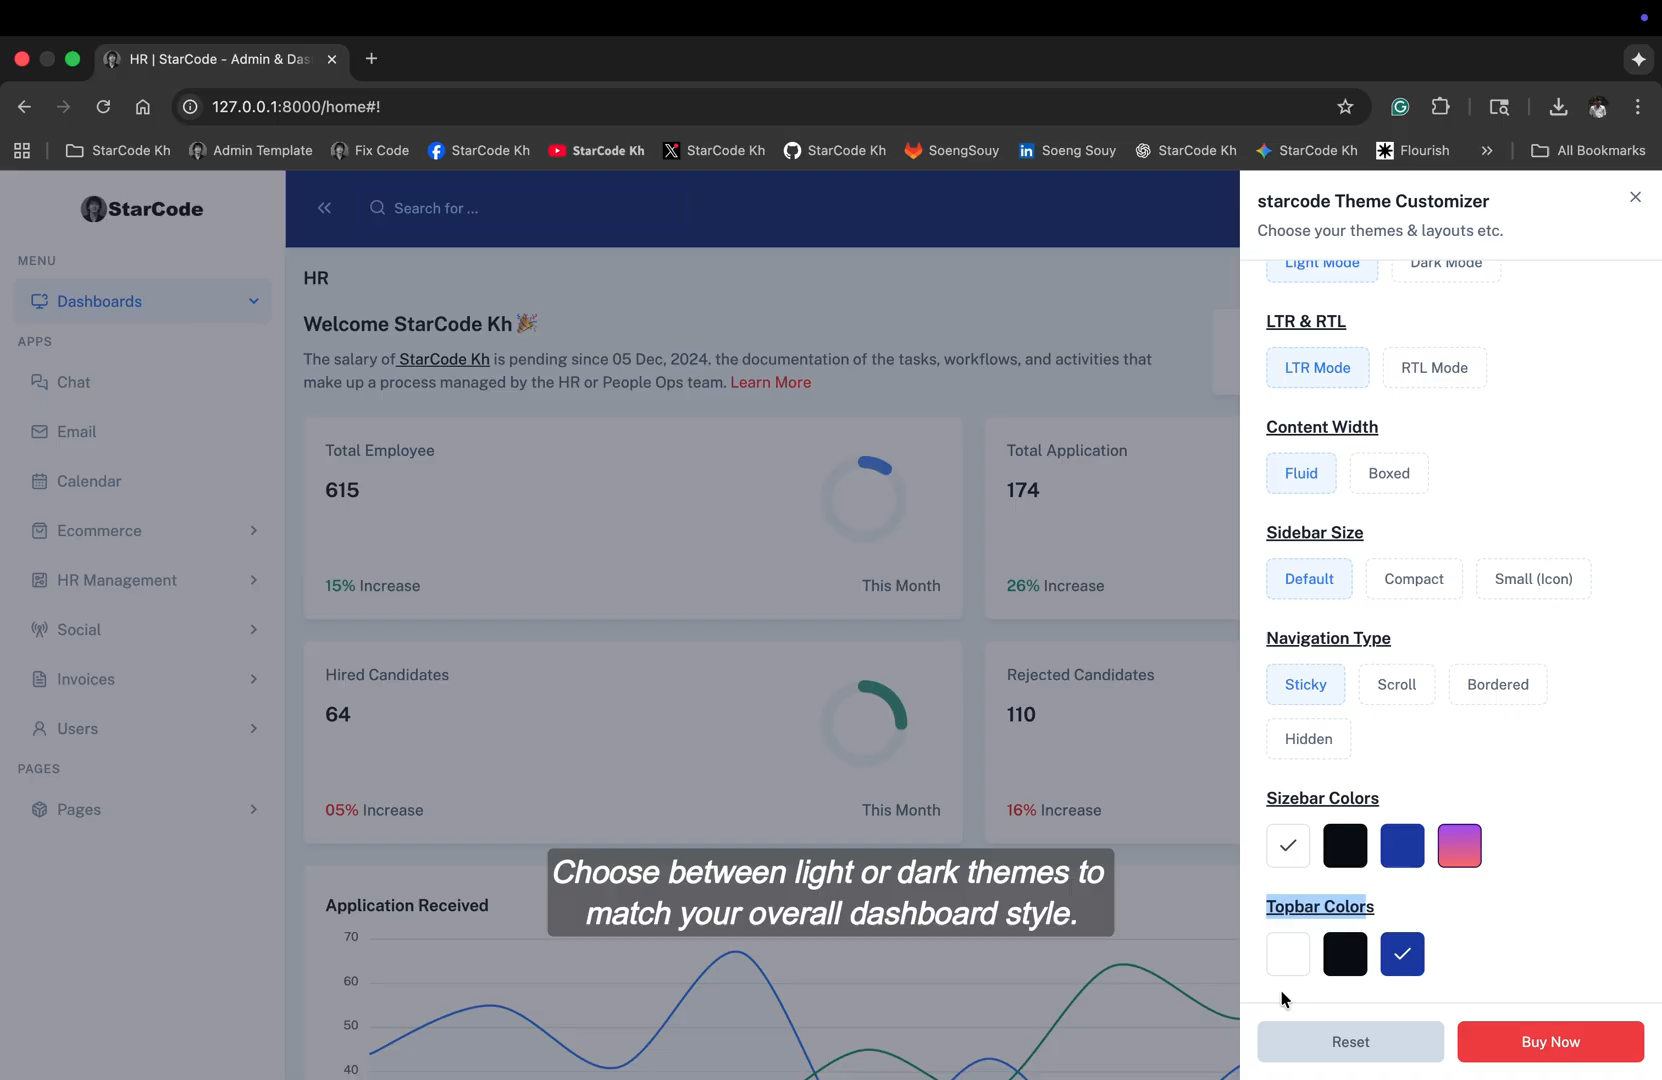 HR | StarCode - Admin & Das
127.0.0.1:8000/home#!
StarCode Kh
Admin Template
Fix Code
StarCode Kh
StarCode Kh
StarCode Kh
StarCode Kh
SoengSouy
Soeng Souy
StarCode Kh
StarCode Kh
Flourish
All Bookmarks
StarCode
MENU
Dashboards
APPS
Chat
Email
Calendar
Ecommerce
HR Management
Social
Invoices
Users
PAGES
Pages
Search for ...
HR
Welcome StarCode Kh🎉
The salary of StarCode Kh is pending since 05 Dec, 2024. the documentation of the tasks, workflows, and activities that
make up a process managed by the HR or People Ops team. Learn More
Total Employee
615
15% Increase
This Month
Total Application
174
26% Increase
Hired Candidates
64
05% Increase
This Month
Rejected Candidates
110
16% Increase
Application Received
70
60
50
40
Choose between light or dark themes to
match your overall dashboard style.
starcode Theme Customizer
Choose your themes & layouts etc.
Light Mode
Dark Mode
LTR & RTL
LTR Mode
RTL Mode
Content Width
Fluid
Boxed
Sidebar Size
Default
Compact
Small (Icon)
Navigation Type
Sticky
Scroll
Bordered
Hidden
Sizebar Colors
Topbar Colors
Reset
Buy Now